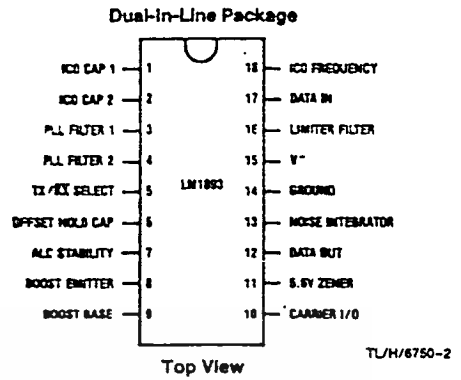 Dual-In-Line Package
ICO CAP 1 1 18 ICO FREQUENCY
ICO CAP 2 2 17 DATA IN
PLL FILTER 1 3 16 LIMITER FILTER
PLL FILTER 2 4 15 V+
TX/RX SELECT 5 LM1893 14 GROUND
OFFSET HOLD CAP 6 13 NOISE INTEGRATOR
ALC STABILITY 7 12 DATA OUT
BOOST EMITTER 8 11 5.6V ZENER
BOOST BASE 9 10 CARRIER I/O
Top View
TL/H/6750-2